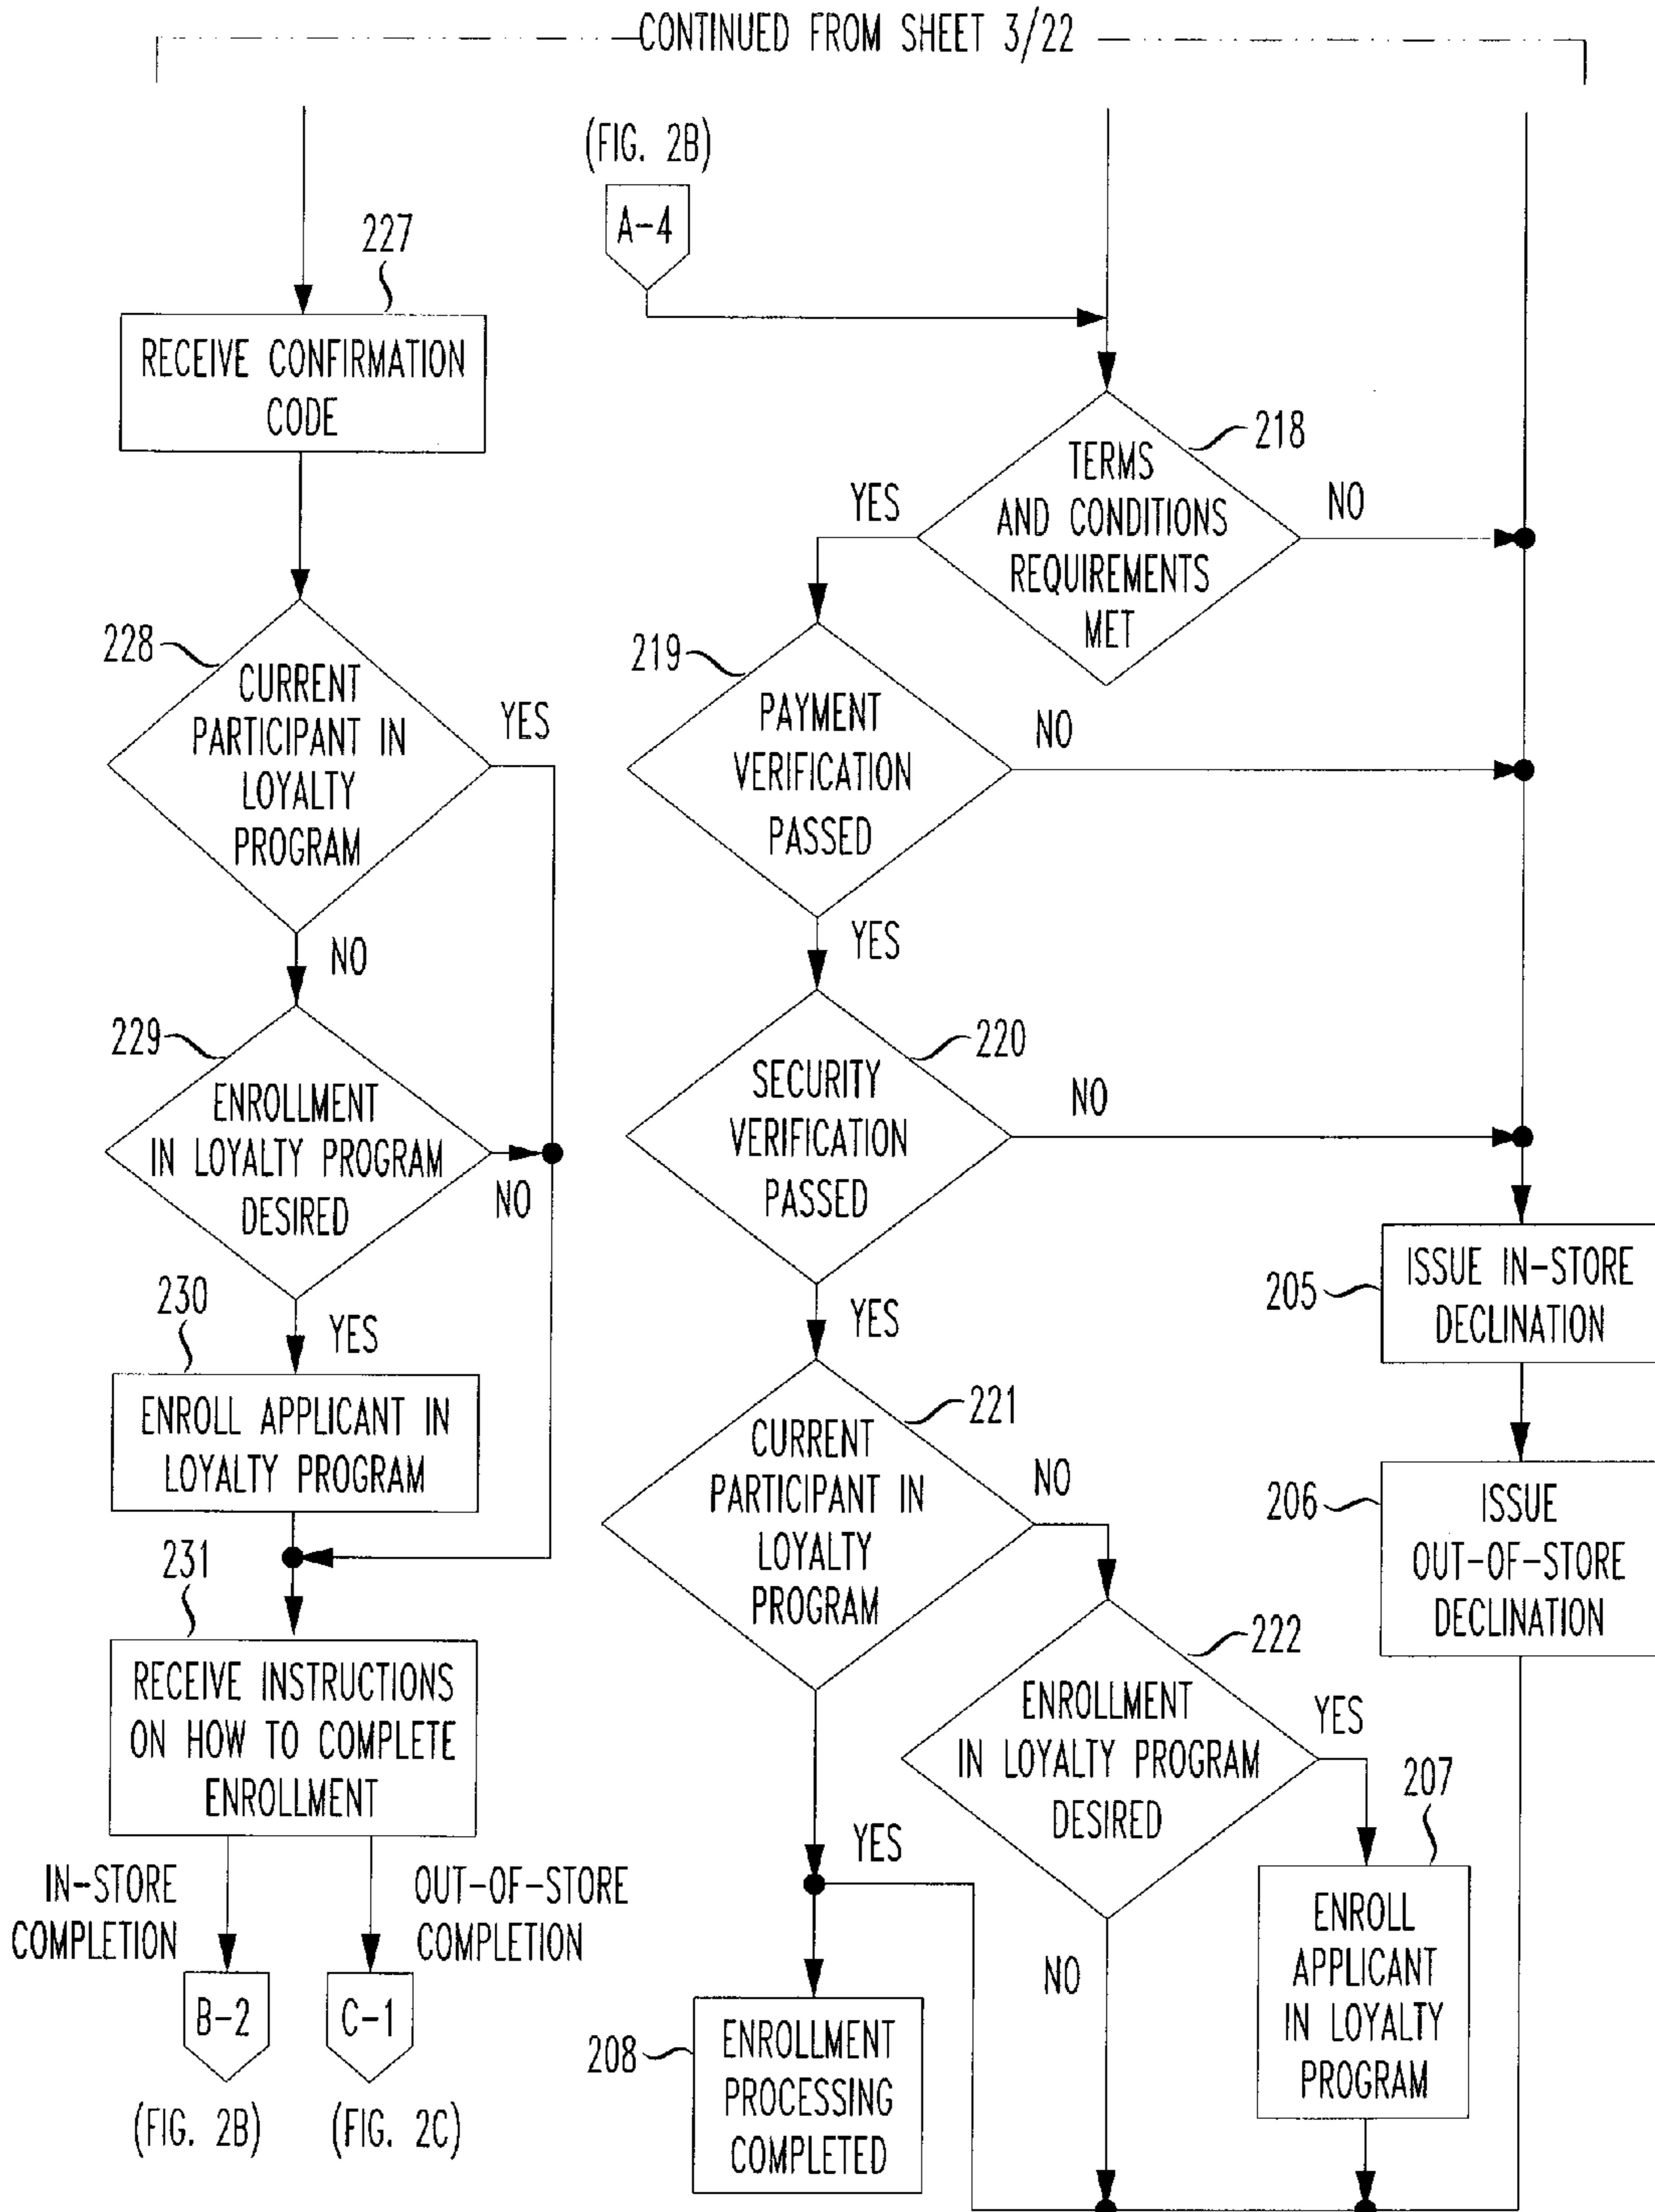 CONTINUED FROM SHEET 3/22
(FIG. 2B)
A-4
227
RECEIVE CONFIRMATION
CODE
228
CURRENT
PARTICIPANT IN
LOYALTY
PROGRAM
YES
NO
229
ENROLLMENT
IN LOYALTY PROGRAM
DESIRED
NO
YES
230
ENROLL APPLICANT IN
LOYALTY PROGRAM
231
RECEIVE INSTRUCTIONS
ON HOW TO COMPLETE
ENROLLMENT
IN-STORE
COMPLETION
OUT-OF-STORE
COMPLETION
B-2
C-1
(FIG. 2B)
(FIG. 2C)
218
TERMS
AND CONDITIONS
REQUIREMENTS
MET
YES
NO
219
PAYMENT
VERIFICATION
PASSED
NO
YES
220
SECURITY
VERIFICATION
PASSED
NO
YES
205
ISSUE IN-STORE
DECLINATION
206
ISSUE
OUT-OF-STORE
DECLINATION
221
CURRENT
PARTICIPANT IN
LOYALTY
PROGRAM
NO
YES
222
ENROLLMENT
IN LOYALTY PROGRAM
DESIRED
YES
NO
207
ENROLL
APPLICANT
IN LOYALTY
PROGRAM
208
ENROLLMENT
PROCESSING
COMPLETED